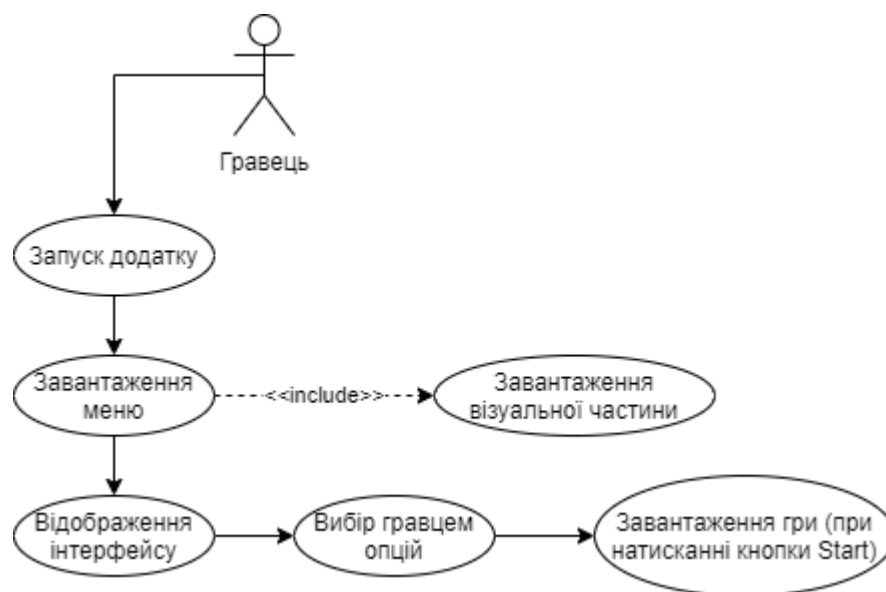 Гравець
Запуск додатку
Завантаження
меню
<<include>>
Завантаження
візуальної частини
Відображення
інтерфейсу
Вибір гравцем
опцій
Завантаження гри (при
натисканні кнопки Start)